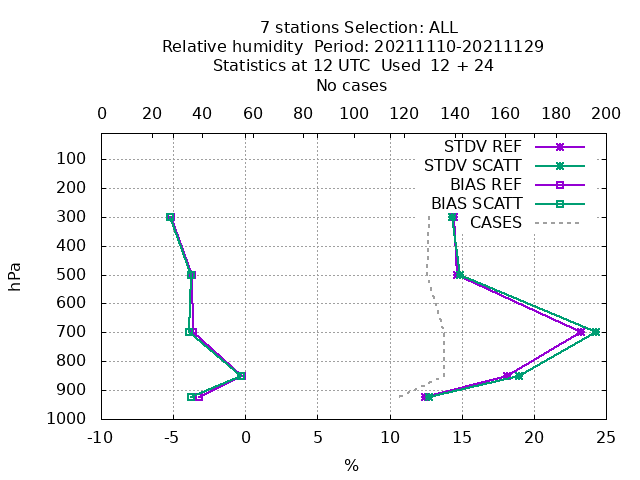 7 stations Selection: ALL
Relative humidity  Period: 20211110-20211129
Statistics at 12 UTC  Used  12 + 24
No cases
0 20 40 60 80 100 120 140 160 180 200
STDV REF
STDV SCATT
BIAS REF
BIAS SCATT
CASES
hPa
100
200
300
400
500
600
700
800
900
1000
-10 -5 0 5 10 15 20 25
%